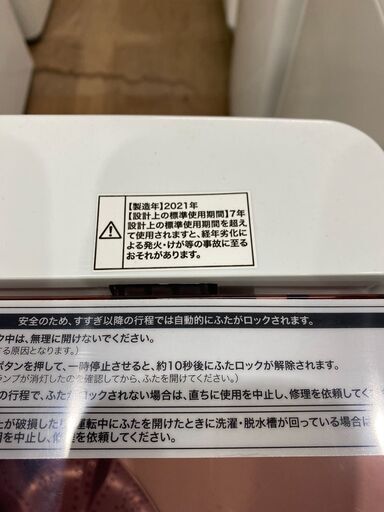 【製造年】2021年
【設計上の標準使用期間】7年
設計上の標準使用期間を超え
て使用されますと、経年劣化に
よる発火・けが等の事故に至る
おそれがあります。
安全のため、すすぎ以降の行程では自動的にふたがロックされます。
ク中は、無理に開けないでください。
する原因となります。)
ボタンを押して、一時停止させると、約10秒後にふたロックが解除されます。
ランプが消灯したのを確認してから、ふたを開けてください。)
の行程で、ふたがロックされない場合は、直ちに使用を中止し、修理を依頼してく
たが破損したり、運転中にふたを開けたときに洗濯・脱水槽が回っている場合に
用を中止し、修理を依頼してください。